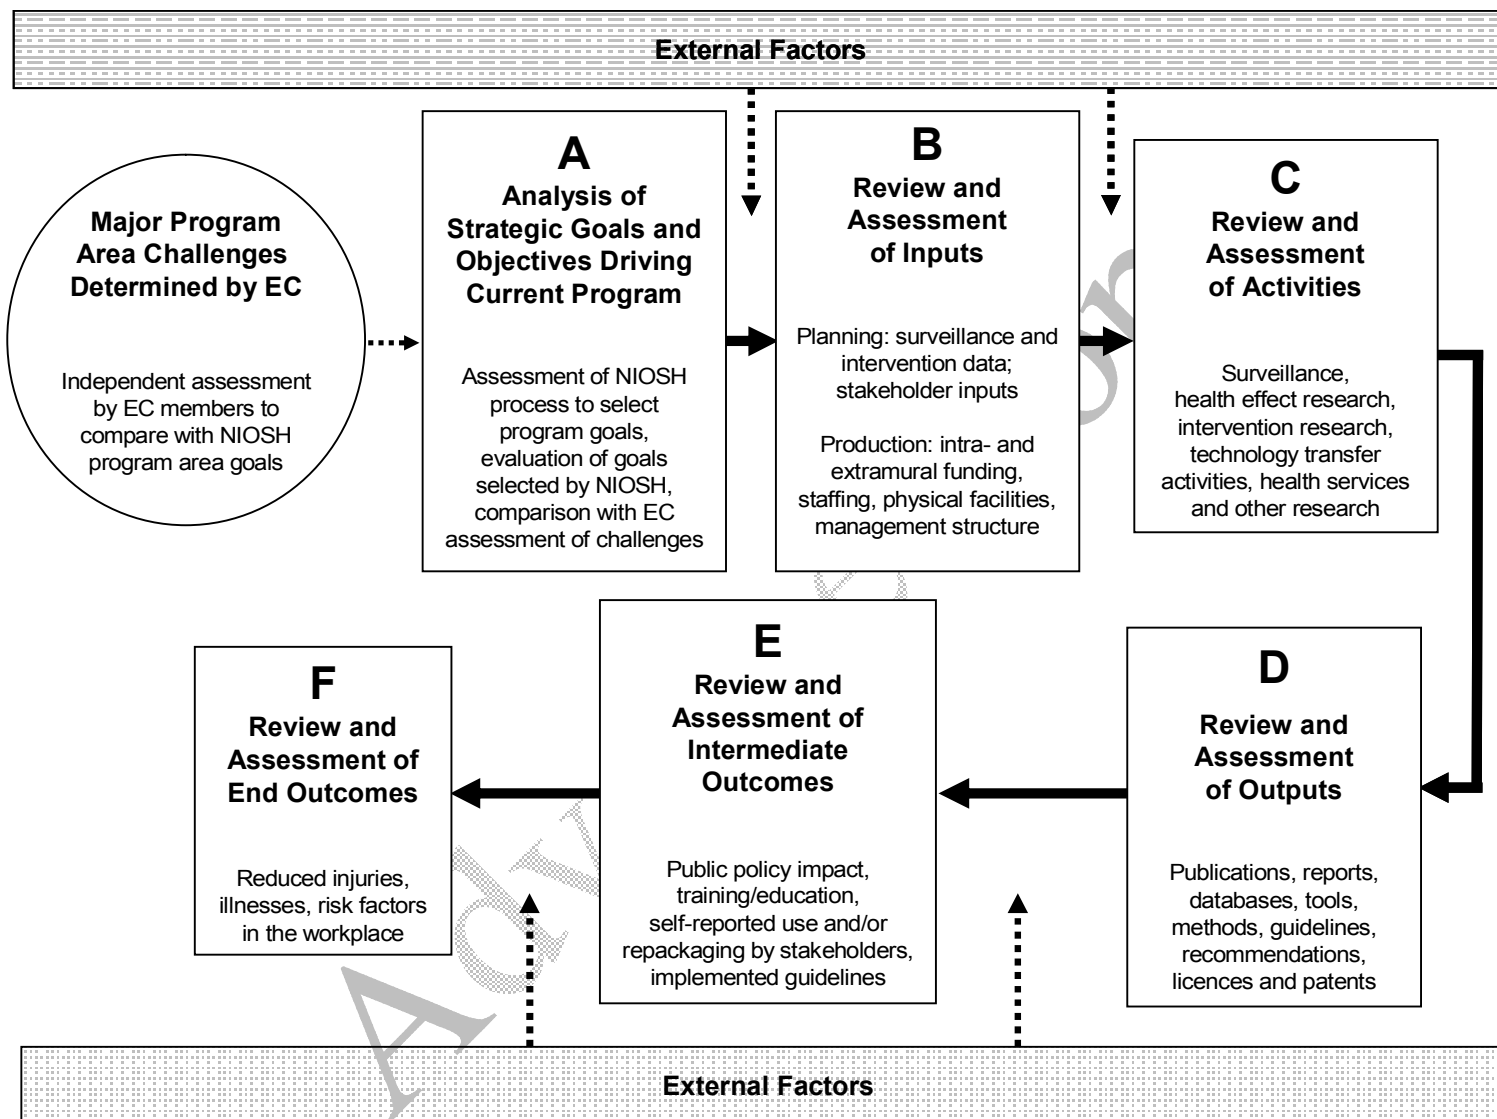 External Factors
Major Program
Area Challenges
Determined by EC
Independent assessment
by EC members to
compare with NIOSH
program area goals
A
Analysis of
Strategic Goals and
Objectives Driving
Current Program
Assessment of NIOSH
process to select
program goals,
evaluation of goals
selected by NIOSH,
comparison with EC
assessment of challenges
B
Review and
Assessment
of Inputs
Planning: surveillance and
intervention data;
stakeholder inputs
Production: intra- and
extramural funding,
staffing, physical facilities,
management structure
C
Review and
Assessment
of Activities
Surveillance,
health effect research,
intervention research,
technology transfer
activities, health services
and other research
F
Review and
Assessment of
End Outcomes
Reduced injuries,
illnesses, risk factors
in the workplace
E
Review and
Assessment of
Intermediate
Outcomes
Public policy impact,
training/education,
self-reported use and/or
repackaging by stakeholders,
implemented guidelines
D
Review and
Assessment
of Outputs
Publications, reports,
databases, tools,
methods, guidelines,
recommendations,
licences and patents
External Factors